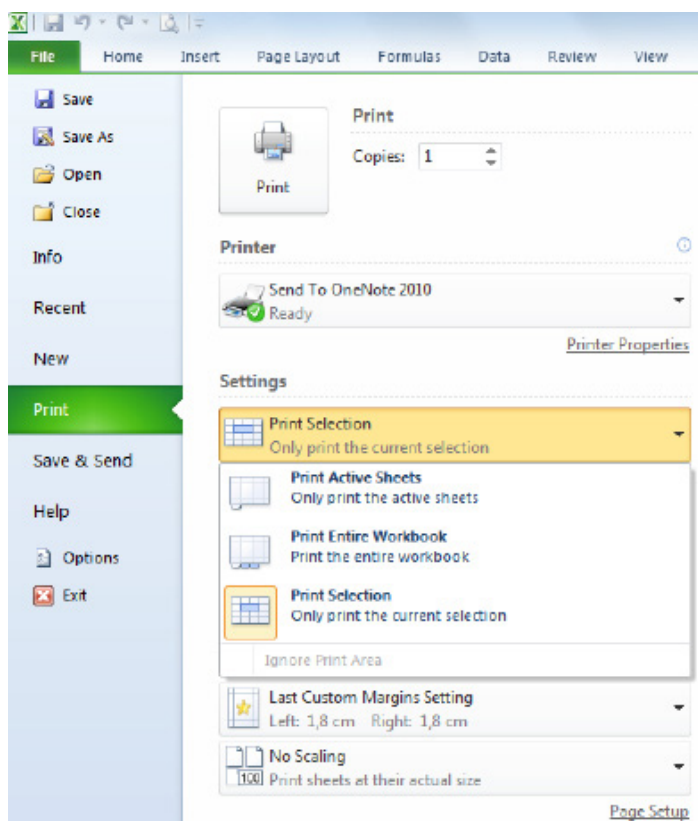 File Home Insert Page Layout Formulas Data Review View
Save
Save As
Open
Close
Info
Recent
New
Print
Save & Send
Help
Options
Exit
Print
Print
Copies: 1
Printer
Send To OneNote 2010
Ready
Printer Properties
Settings
Print Selection
Only print the current selection
Print Active Sheets
Only print the active sheets
Print Entire Workbook
Print the entire workbook
Print Selection
Only print the current selection
Ignore Print Area
Last Custom Margins Setting
Left: 1,8 cm Right: 1,8 cm
No Scaling
100 Print sheets at their actual size
Page Setup